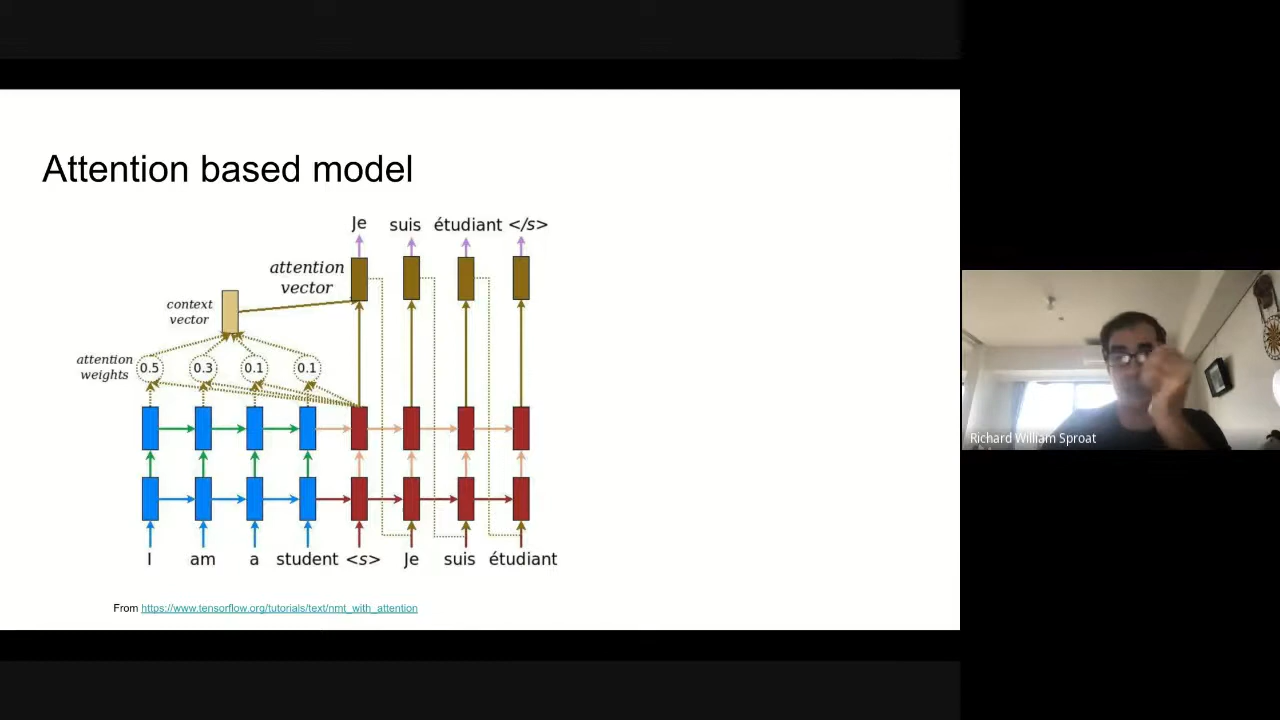 Attention based model
Je suis étudiant </s>
attention
vector
context
vector
attention
weights
0.5 0.3 0.1 0.1
I am a student <s> Je suis étudiant
From https://www.tensorflow.org/tutorials/text/nmt_with_attention
Richard William Sproat